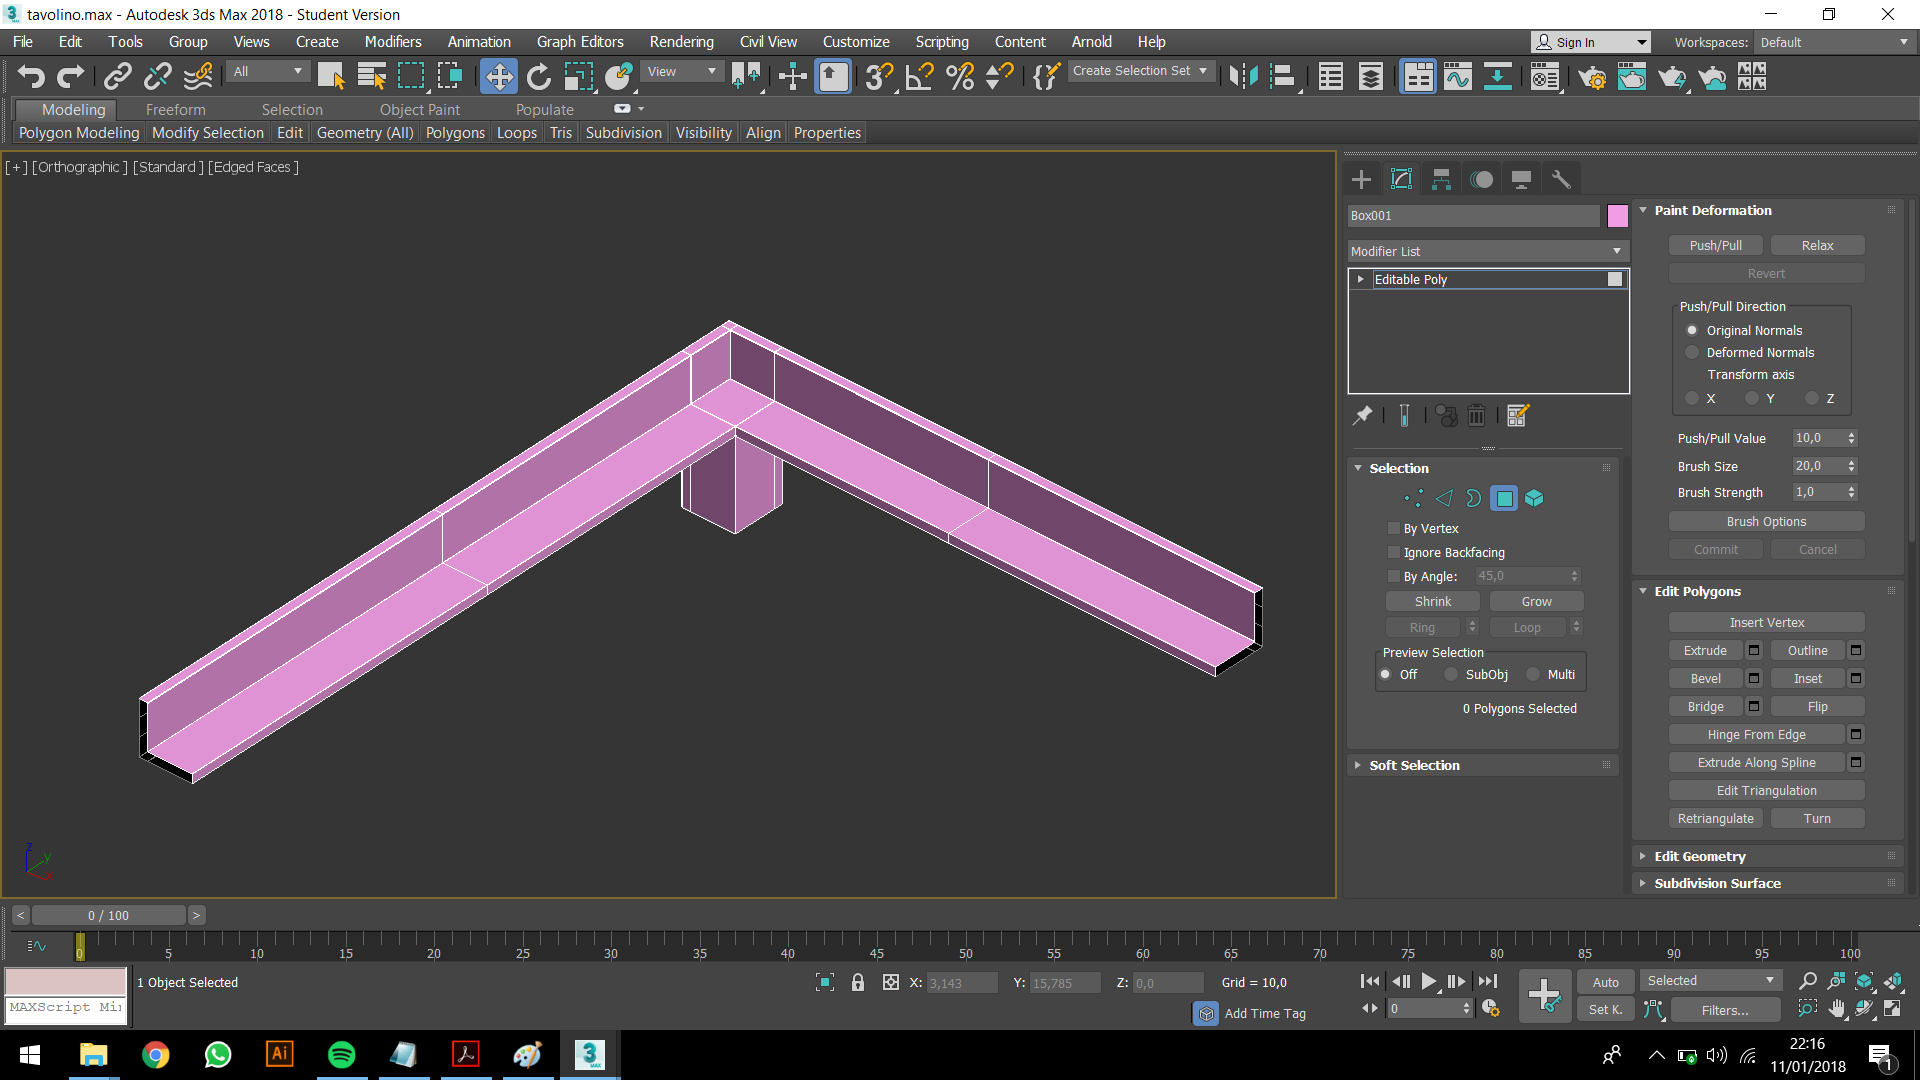 tavolino.max - Autodesk 3ds Max 2018 - Student Version
File Edit Tools Group Views Create Modifiers Animation Graph Editors Rendering Civil View Customize Scripting Content Arnold Help
Sign In Workspaces: Default
All View Create Selection Set
Modeling Freeform Selection Object Paint Populate
Polygon Modeling Modify Selection Edit Geometry (All) Polygons Loops Tris Subdivision Visibility Align Properties
[+] [Orthographic ] [Standard ] [Edged Faces ]
Box001
Modifier List
Editable Poly
Selection
By Vertex
Ignore Backfacing
By Angle: 45,0
Shrink Grow
Ring Loop
Preview Selection
Off SubObj Multi
0 Polygons Selected
Soft Selection
Paint Deformation
Push/Pull Relax
Revert
Push/Pull Direction
Original Normals
Deformed Normals
Transform axis
X Y Z
Push/Pull Value 10,0
Brush Size 20,0
Brush Strength 1,0
Brush Options
Commit Cancel
Edit Polygons
Insert Vertex
Extrude Outline
Bevel Inset
Bridge Flip
Hinge From Edge
Extrude Along Spline
Edit Triangulation
Retriangulate Turn
Edit Geometry
Subdivision Surface
z y x
< 0 / 100 >
0 5 10 15 20 25 30 35 40 45 50 55 60 65 70 75 80 85 90 95 100
1 Object Selected X: 3,143 Y: 15,785 Z: 0,0 Grid = 10,0
Auto Selected
MAXScript Mi
Add Time Tag
0
Set K. Filters...
22:16
11/01/2018
1